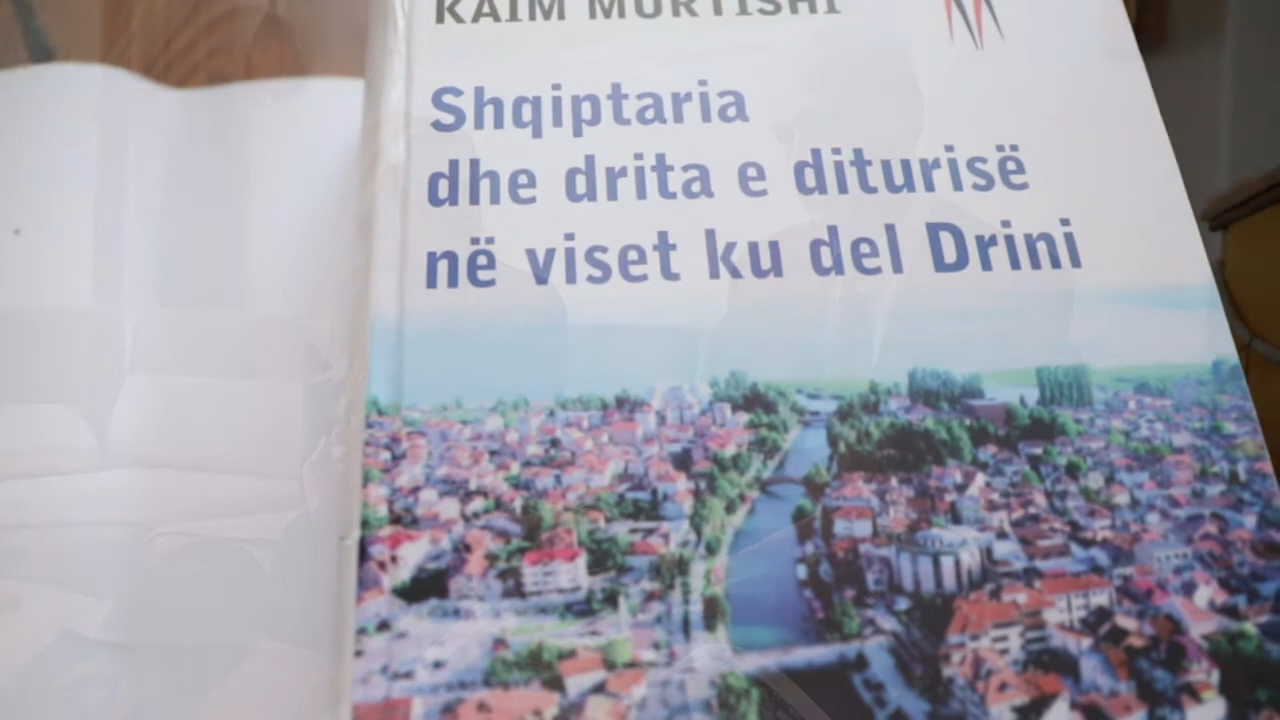 KAIM MURTISHI
Shqiptaria
dhe drita e diturisë
në viset ku del Drini